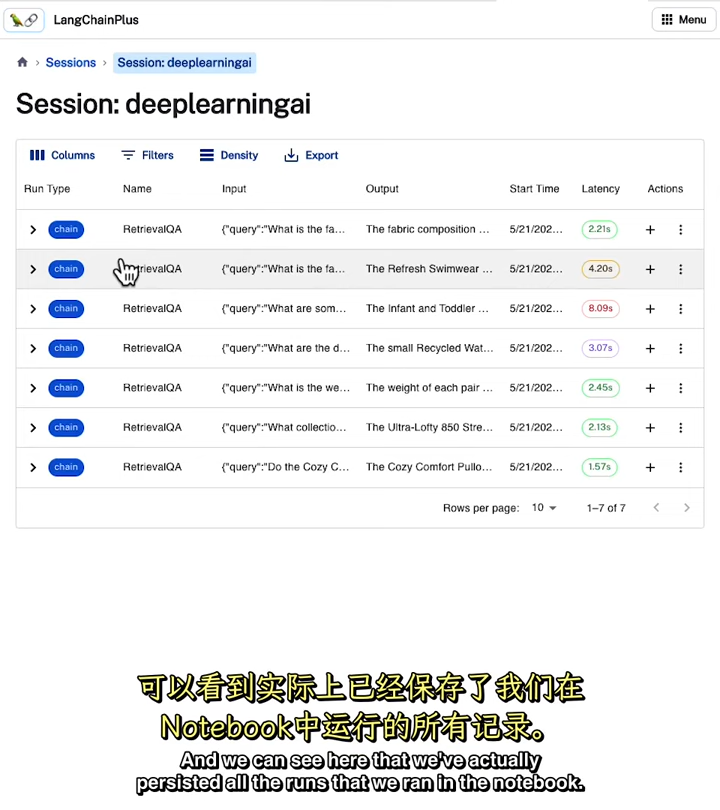 LangChainPlus
Menu
Sessions
Session: deeplearningai
Session: deeplearningai
Columns Filters Density Export
Run Type Name Input Output Start Time Latency Actions
chain RetrievalQA {"query":"What is the fa... The fabric composition ... 5/21/202... 2.21s
chain RetrievalQA {"query":"What is the fa... The Refresh Swimwear ... 5/21/202... 4.20s
chain RetrievalQA {"query":"What are som... The Infant and Toddler ... 5/21/202... 8.09s
chain RetrievalQA {"query":"What are the d... The small Recycled Wat... 5/21/202... 3.07s
chain RetrievalQA {"query":"What is the we... The weight of each pair ... 5/21/202... 2.45s
chain RetrievalQA {"query":"What collectio... The Ultra-Lofty 850 Stre... 5/21/202... 2.13s
chain RetrievalQA {"query":"Do the Cozy C... The Cozy Comfort Pullo... 5/21/202... 1.57s
Rows per page: 10 1–7 of 7
可以看到实际上已经保存了我们在
Notebook中运行的所有记录。
And we can see here that we've actually
persisted all the runs that we ran in the notebook.